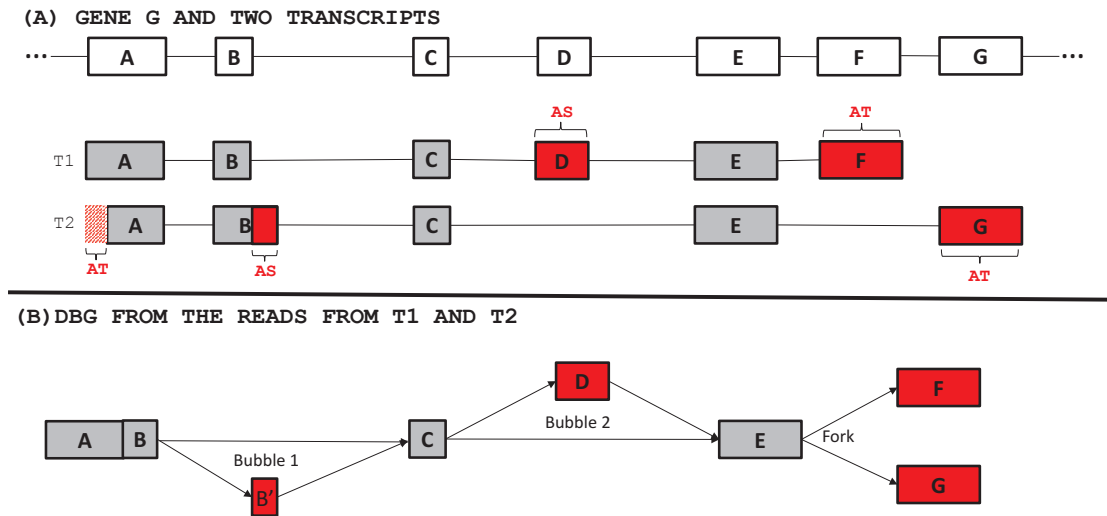 (A) GENE G AND TWO TRANSCRIPTS
... A B C D E F G ...
AS AT
T1 A B C D E F
T2 A B C E G
AT AS AT
(B)DBG FROM THE READS FROM T1 AND T2
D F
A B C Bubble 2 E Fork
Bubble 1
B' G